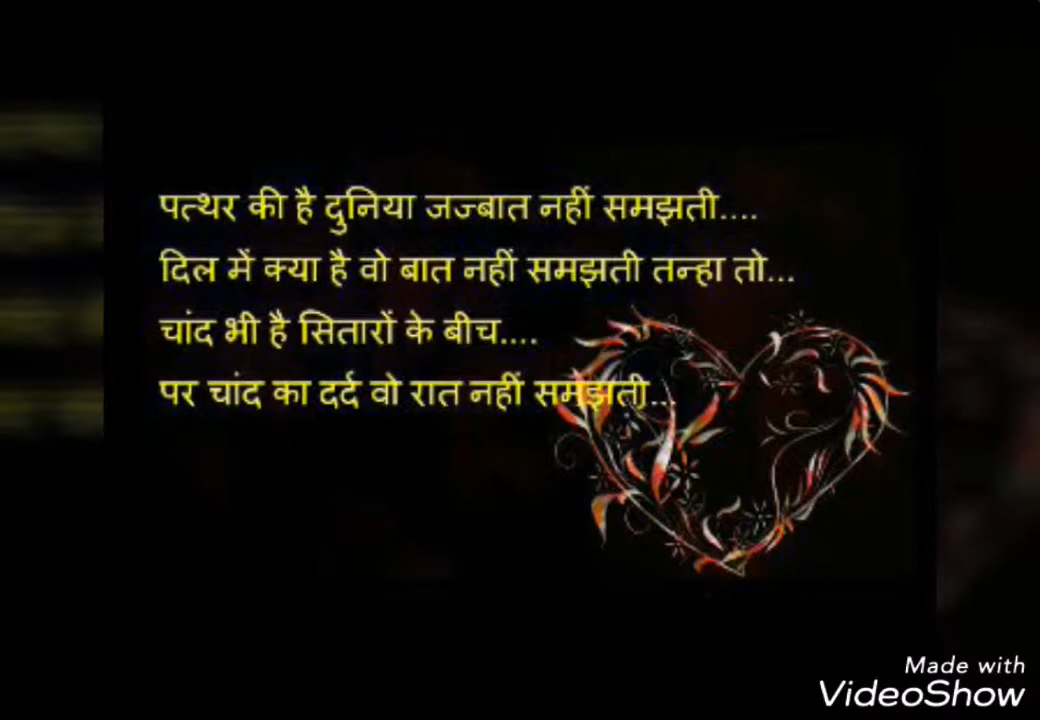 पत्थर की है दुनिया जज्बात नहीं समझती....
दिल में क्या है वो बात नहीं समझती तन्हा तो...
चांद भी है सितारों के बीच....
पर चांद का दर्द वो रात नहीं समझती...
Made with
VideoShow